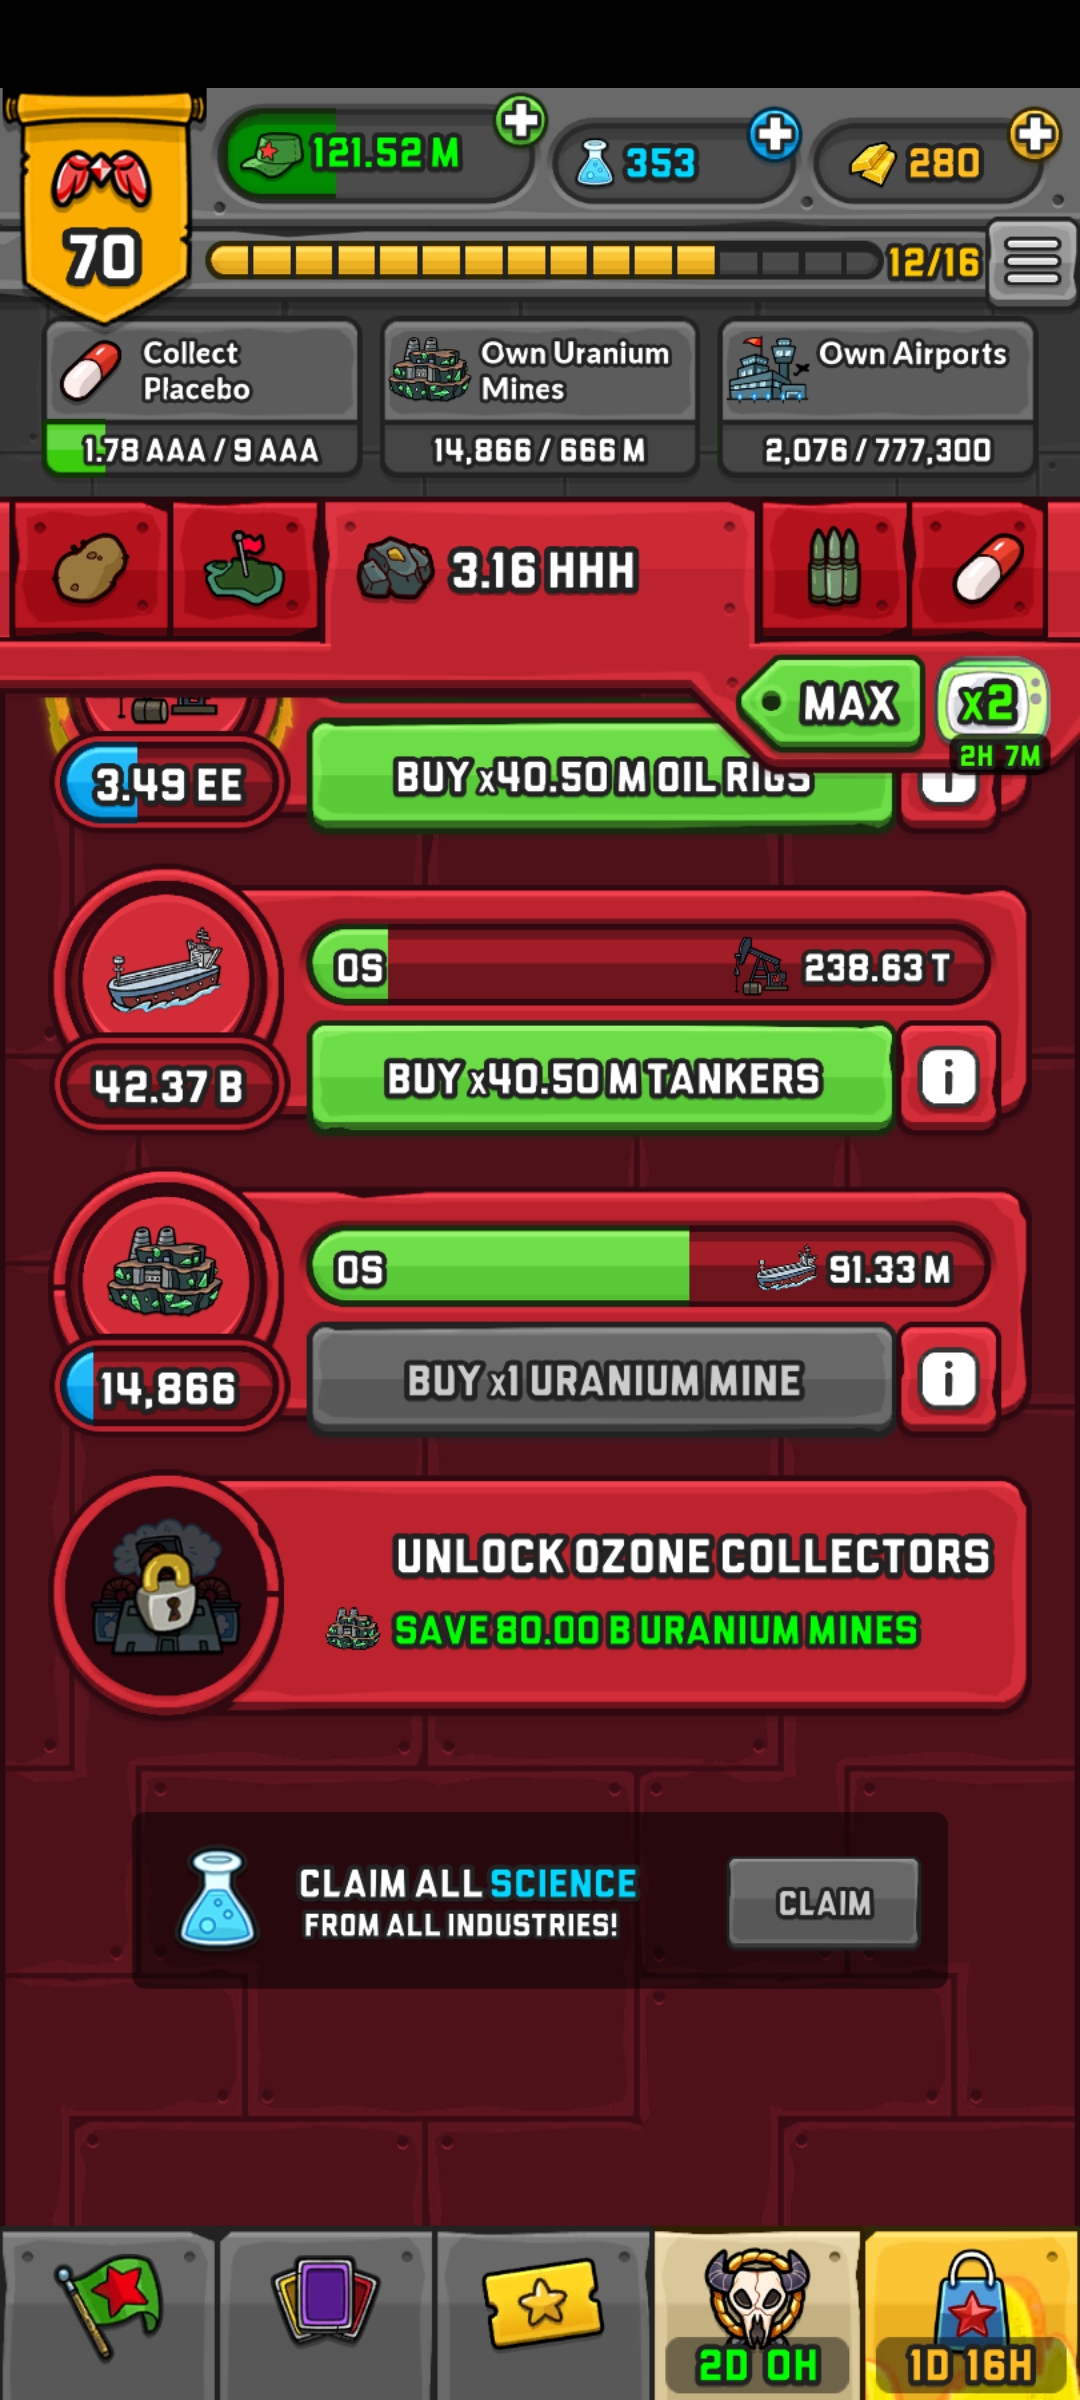 70
121.52 M
353
280
12/16
Collect
Placebo
1.78 AAA / 9 AAA
Own Uranium
Mines
14,866 / 666 M
Own Airports
2,076 / 777,300
3.16 HHH
MAX
x2
2H 7M
3.49 EE
BUY x40.50 M OIL RIGS
0S
238.63 T
42.37 B
BUY x40.50 M TANKERS
i
0S
91.33 M
14,866
BUY x1 URANIUM MINE
i
UNLOCK OZONE COLLECTORS
SAVE 80.00 B URANIUM MINES
CLAIM ALL SCIENCE
FROM ALL INDUSTRIES!
CLAIM
2D 0H
1D 16H